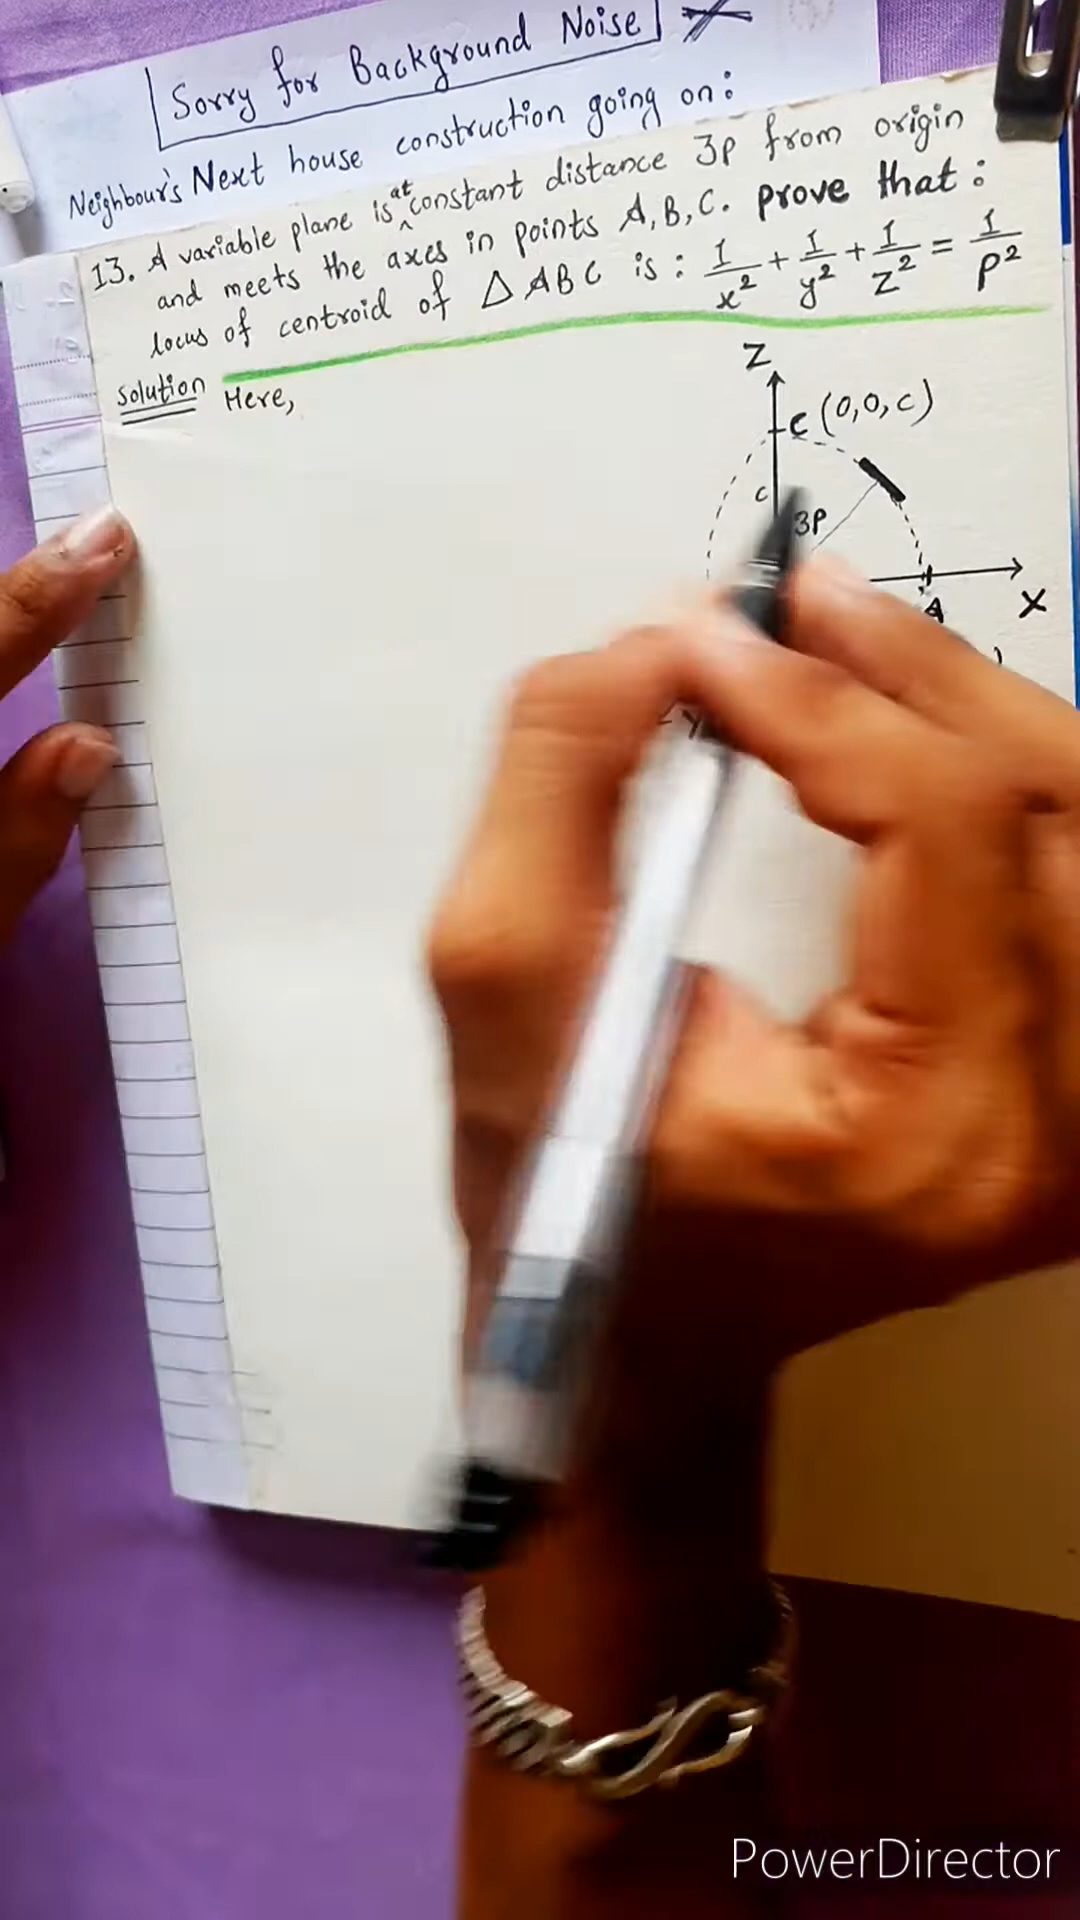 Sorry for Background Noise
Neighbour's Next house construction going on:
13. A variable plane is at constant distance 3p from origin
and meets the axes in points A, B, C. prove that:
locus of centroid of △ABC is: 1/x² + 1/y² + 1/z² = 1/p²
Solution Here,
Z
C (0,0,c)
c
3P
A
X
Y
PowerDirector